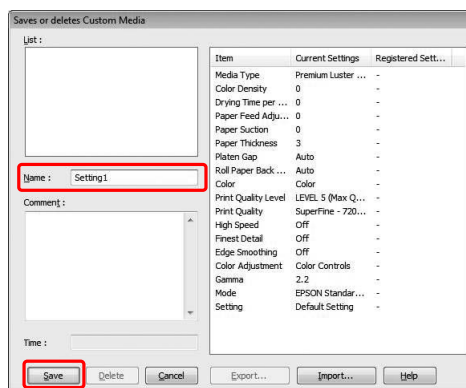 Saves or deletes Custom Media
List :
Name : Setting1
Comment :
Time :
Item Current Settings Registered Sett...
Media Type Premium Luster ... -
Color Density 0 -
Drying Time per ... 0 -
Paper Feed Adju... 0 -
Paper Suction 0 -
Paper Thickness 3 -
Platen Gap Auto -
Roll Paper Back ... Auto -
Color Color -
Print Quality Level LEVEL 5 (Max Q... -
Print Quality SuperFine - 720... -
High Speed Off -
Finest Detail Off -
Edge Smoothing Off -
Color Adjustment Color Controls -
Gamma 2.2 -
Mode EPSON Standar... -
Setting Default Setting -
Save Delete Cancel Export... Import... Help